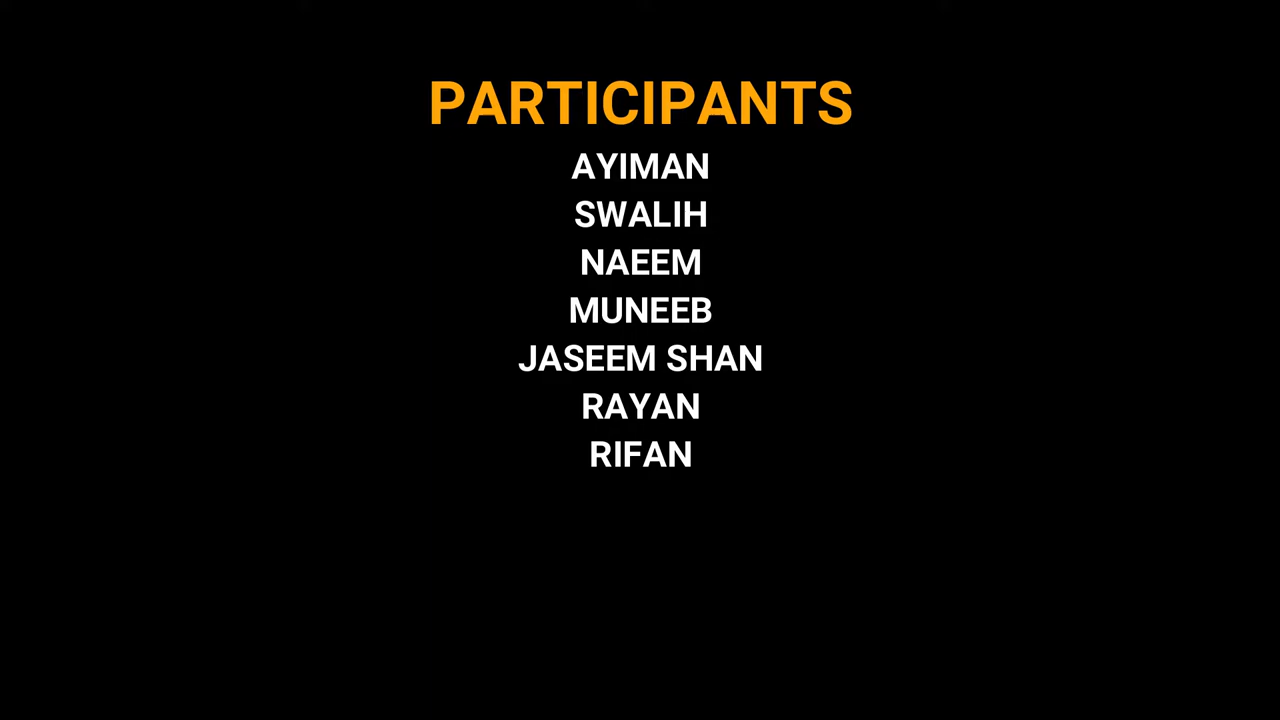 PARTICIPANTS
AYIMAN
SWALIH
NAEEM
MUNEEB
JASEEM SHAN
RAYAN
RIFAN